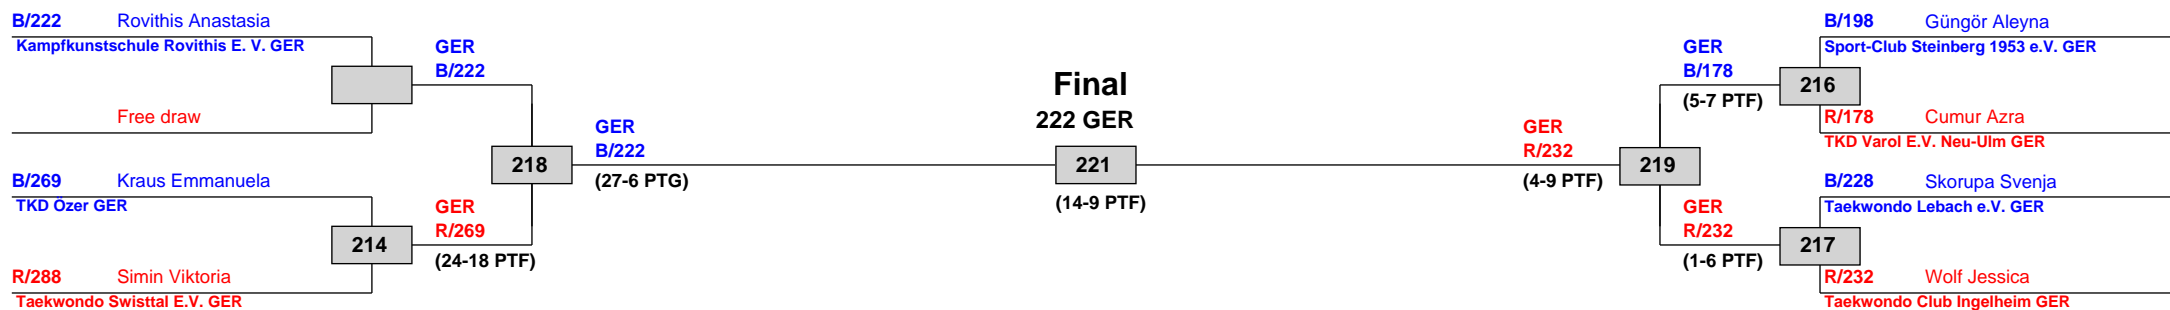 B/222 Rovithis Anastasia
Kampfkunstschule Rovithis E. V. GER
Free draw
B/269 Kraus Emmanuela
TKD Özer GER
R/288 Simin Viktoria
Taekwondo Swisttal E.V. GER
GER
B/222
214
GER
R/269
(24-18 PTF)
218
GER
B/222
(27-6 PTG)
Final
222 GER
221
(14-9 PTF)
GER
R/232
(4-9 PTF)
219
GER
B/178
(5-7 PTF)
GER
R/232
(1-6 PTF)
216
217
B/198 Güngör Aleyna
Sport-Club Steinberg 1953 e.V. GER
R/178 Cumur Azra
TKD Varol E.V. Neu-Ulm GER
B/228 Skorupa Svenja
Taekwondo Lebach e.V. GER
R/232 Wolf Jessica
Taekwondo Club Ingelheim GER